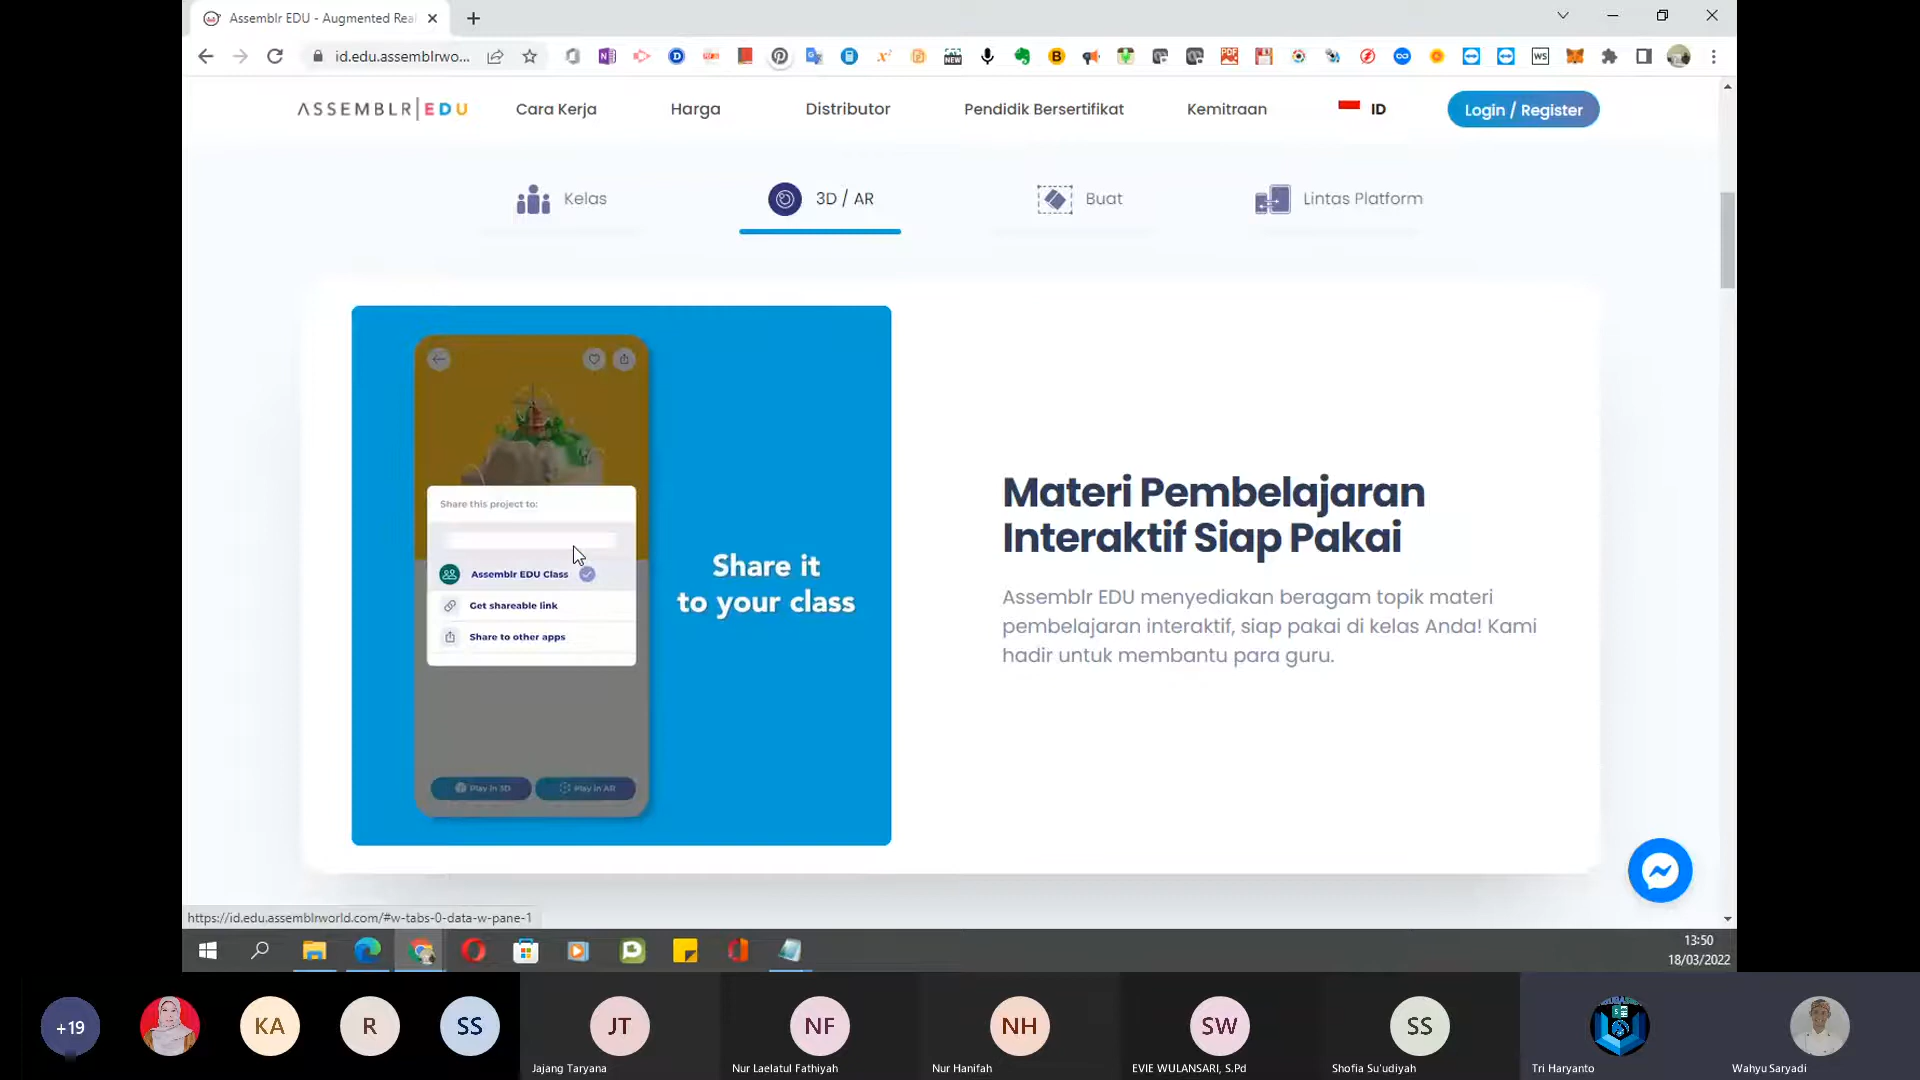 Assemblr EDU - Augmented Rea
id.edu.assemblrwo...
ASSEMBLR EDU
Cara Kerja
Harga
Distributor
Pendidik Bersertifikat
Kemitraan
ID
Login / Register
Kelas
3D / AR
Buat
Lintas Platform
Share this project to:
Assemblr EDU Class
Get shareable link
Share to other apps
Play in 3D
Play in AR
Share it
to your class
Materi Pembelajaran
Interaktif Siap Pakai
Assemblr EDU menyediakan beragam topik materi
pembelajaran interaktif, siap pakai di kelas Anda! Kami
hadir untuk membantu para guru.
https://id.edu.assemblrworld.com/#w-tabs-0-data-w-pane-1
13:50
18/03/2022
+19
KA
R
SS
JT
NF
NH
SW
SS
Jajang Taryana
Nur Laelatul Fathiyah
Nur Hanifah
EVIE WULANSARI, S.Pd
Shofia Su'udiyah
Tri Haryanto
Wahyu Saryadi